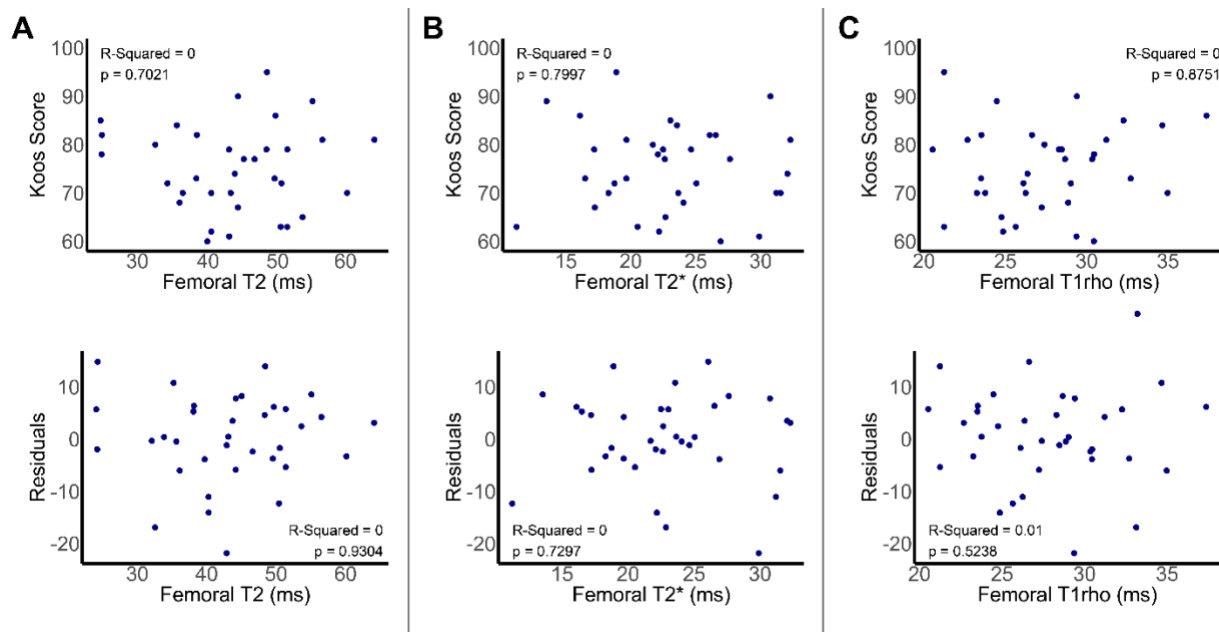 A
R-Squared = 0
p = 0.7021
Koos Score
100
90
80
70
60
30
40
50
60
Femoral T2 (ms)
Residuals
10
0
-10
-20
R-Squared = 0
p = 0.9304
30
40
50
60
Femoral T2 (ms)
B
R-Squared = 0
p = 0.7997
Koos Score
100
90
80
70
60
15
20
25
30
Femoral T2* (ms)
Residuals
10
0
-10
-20
R-Squared = 0
p = 0.7297
15
20
25
30
Femoral T2* (ms)
C
R-Squared = 0
p = 0.8751
Koos Score
100
90
80
70
60
20
25
30
35
Femoral T1rho (ms)
Residuals
10
0
-10
-20
R-Squared = 0.01
p = 0.5238
20
25
30
35
Femoral T1rho (ms)